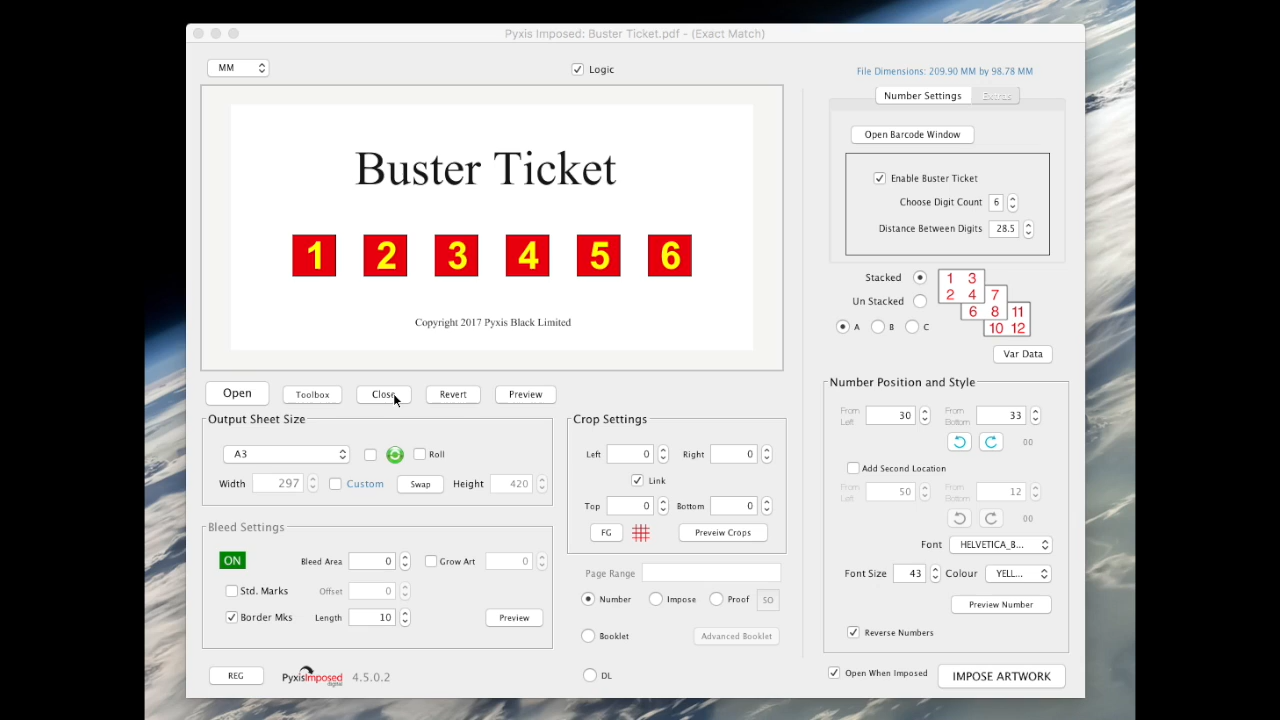 Pyxis Imposed: Buster Ticket.pdf - (Exact Match)
MM
Logic
File Dimensions: 209.90 MM by 98.78 MM
Number Settings
Extras
Open Barcode Window
Buster Ticket
1 2 3 4 5 6
Copyright 2017 Pyxis Black Limited
Enable Buster Ticket
Choose Digit Count 6
Distance Between Digits 28.5
Stacked
Un Stacked
A B C
1 3
2 4 7
6 8 11
10 12
Var Data
Open Toolbox Close Revert Preview
Output Sheet Size
A3 Roll
Width 297 Custom Swap Height 420
Bleed Settings
ON Bleed Area 0 Grow Art 0
Std. Marks Offset 0
Border Mks Length 10 Preview
REG PyxisImposed digital 4.5.0.2
Crop Settings
Left 0 Right 0
Link
Top 0 Bottom 0
FG Preveiw Crops
Page Range
Number Impose Proof SO
Booklet Advanced Booklet
DL
Number Position and Style
From Left 30 From Bottom 33
00
Add Second Location
From Left 50 From Bottom 12
00
Font HELVETICA_B...
Font Size 43 Colour YELL...
Preview Number
Reverse Numbers
Open When Imposed IMPOSE ARTWORK